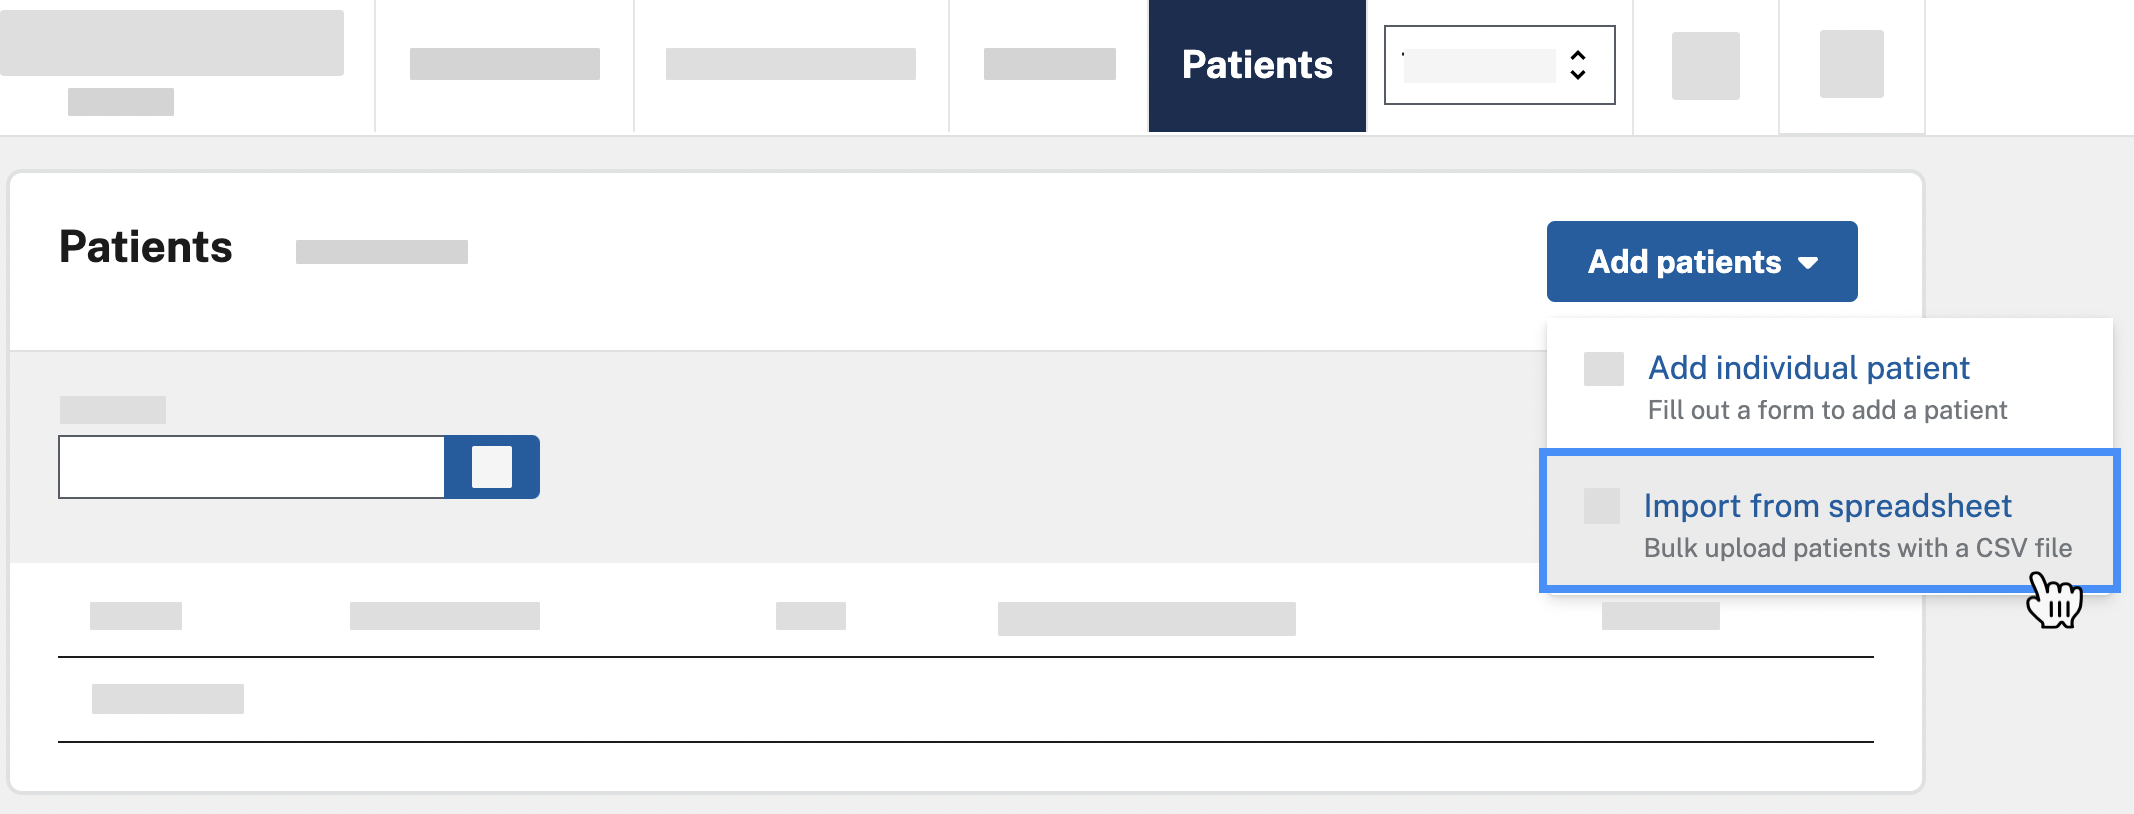 Patients
Patients
Add patients
Add individual patient
Fill out a form to add a patient
Import from spreadsheet
Bulk upload patients with a CSV file